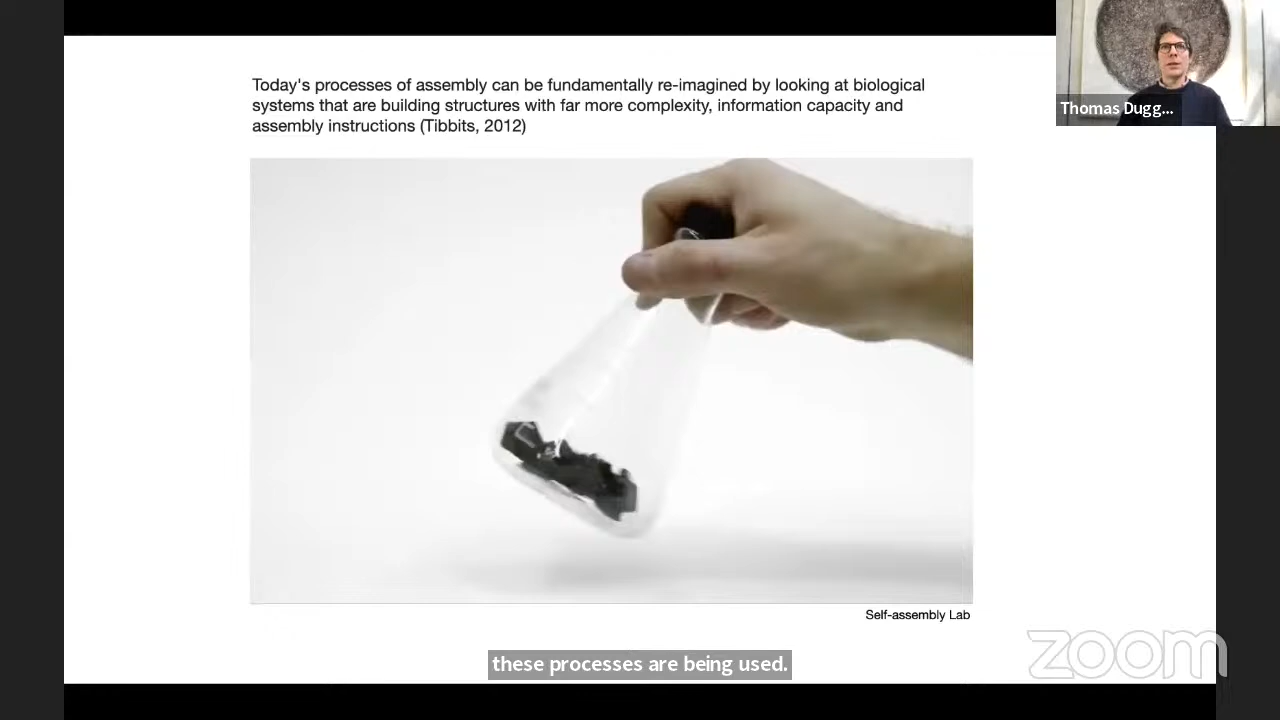 Today's processes of assembly can be fundamentally re-imagined by looking at biological
systems that are building structures with far more complexity, information capacity and
assembly instructions (Tibbits, 2012)
Thomas Dugg...
Self-assembly Lab
these processes are being used.
zoom